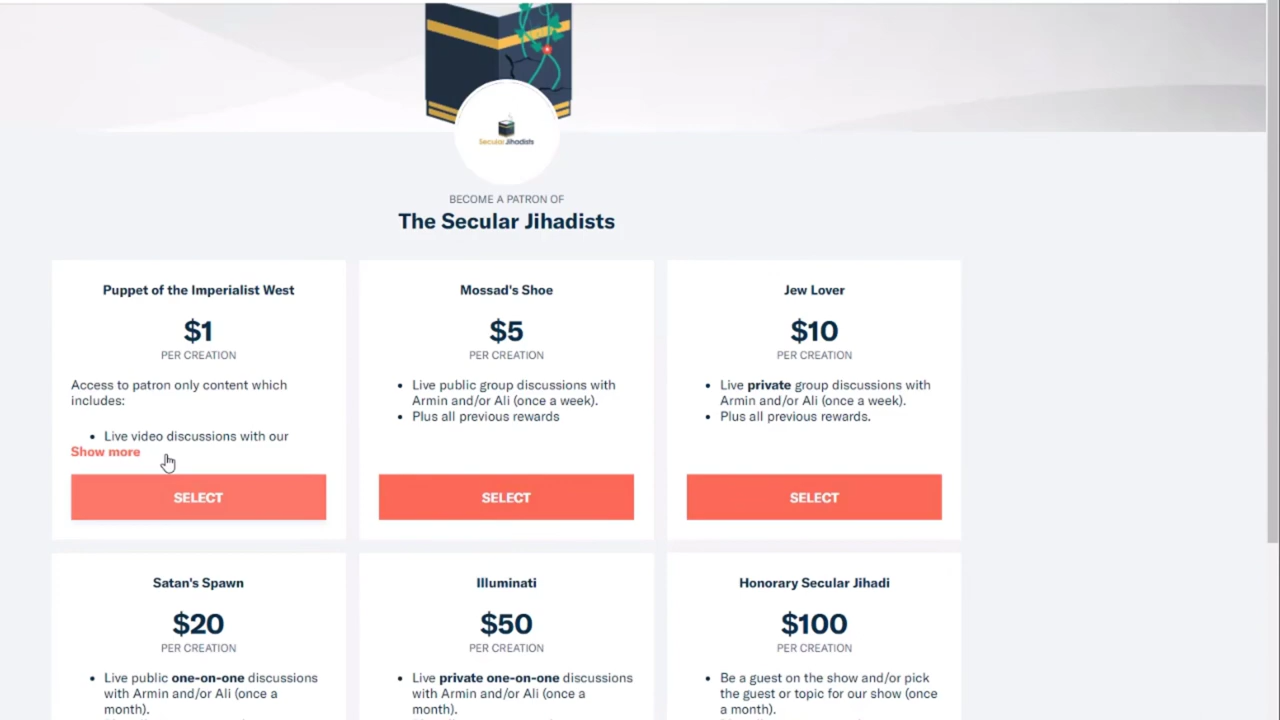 Secular Jihadists
BECOME A PATRON OF
The Secular Jihadists
Puppet of the Imperialist West
$1
PER CREATION
Access to patron only content which
includes:
• Live video discussions with our
Show more
SELECT
Mossad's Shoe
$5
PER CREATION
• Live public group discussions with
Armin and/or Ali (once a week).
• Plus all previous rewards
SELECT
Jew Lover
$10
PER CREATION
• Live private group discussions with
Armin and/or Ali (once a week).
• Plus all previous rewards.
SELECT
Satan's Spawn
$20
PER CREATION
• Live public one-on-one discussions
with Armin and/or Ali (once a
month).
Illuminati
$50
PER CREATION
• Live private one-on-one discussions
with Armin and/or Ali (once a
month).
Honorary Secular Jihadi
$100
PER CREATION
• Be a guest on the show and/or pick
the guest or topic for our show (once
a month).